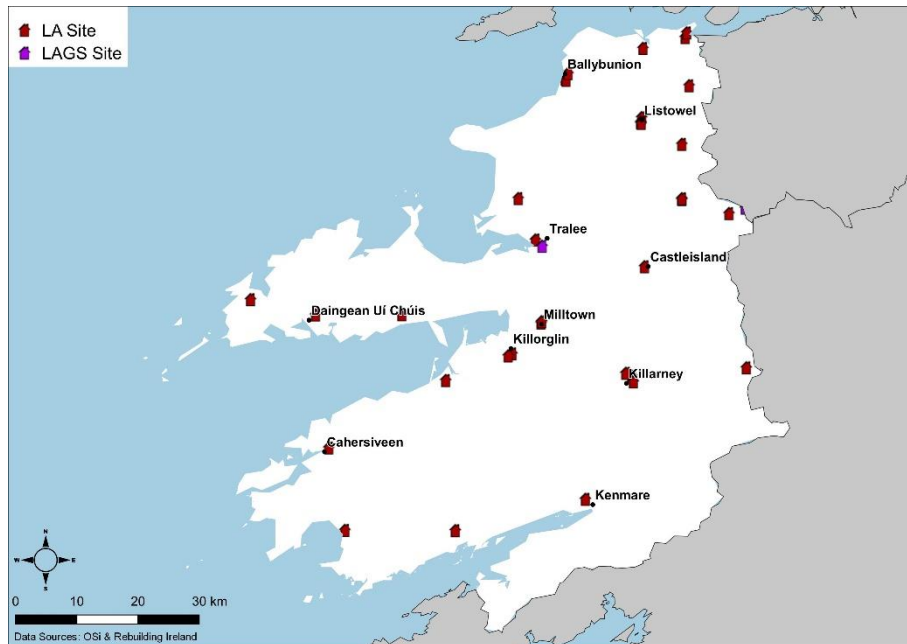 LA Site
LAGS Site
Ballybunion
Listowel
Tralee
Castleisland
Daingean Uí Chúis
Milltown
Killorglin
Killarney
Cahersiveen
Kenmare
N
W E
S
0 10 20 30 km
Data Sources: OSi & Rebuilding Ireland